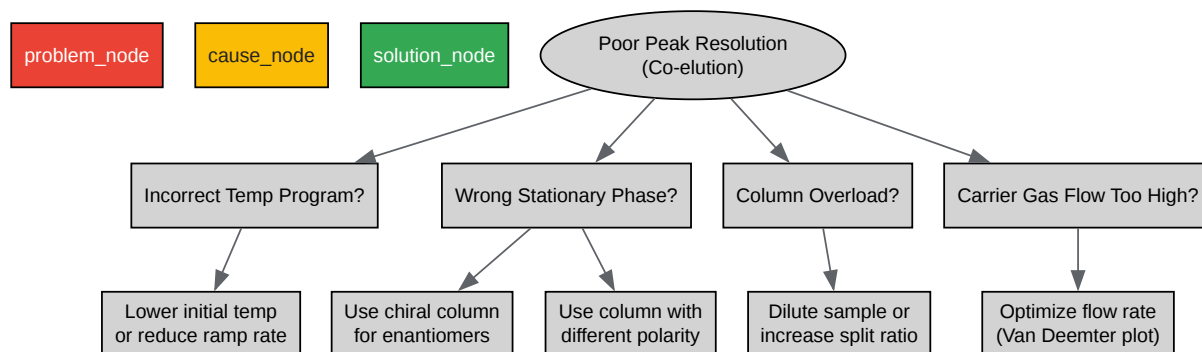 problem_node
cause_node
solution_node
Poor Peak Resolution
(Co-elution)
Incorrect Temp Program?
Wrong Stationary Phase?
Column Overload?
Carrier Gas Flow Too High?
Lower initial temp
or reduce ramp rate
Use chiral column
for enantiomers
Use column with
different polarity
Dilute sample or
increase split ratio
Optimize flow rate
(Van Deemter plot)